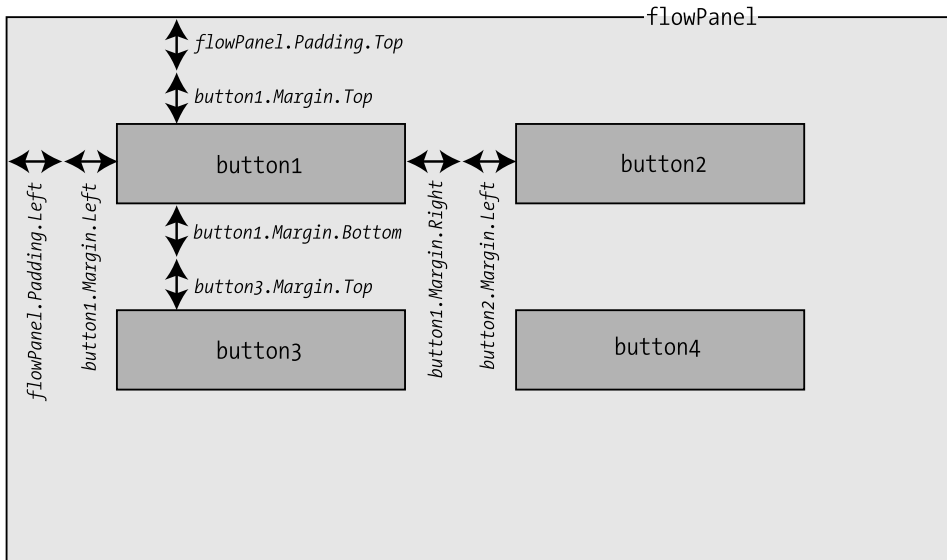 flowPanel
flowPanel.Padding.Top
button1.Margin.Top
button1
button2
flowPanel.Padding.Left
button1.Margin.Left
button1.Margin.Right
button2.Margin.Left
button1.Margin.Bottom
button3.Margin.Top
button3
button4